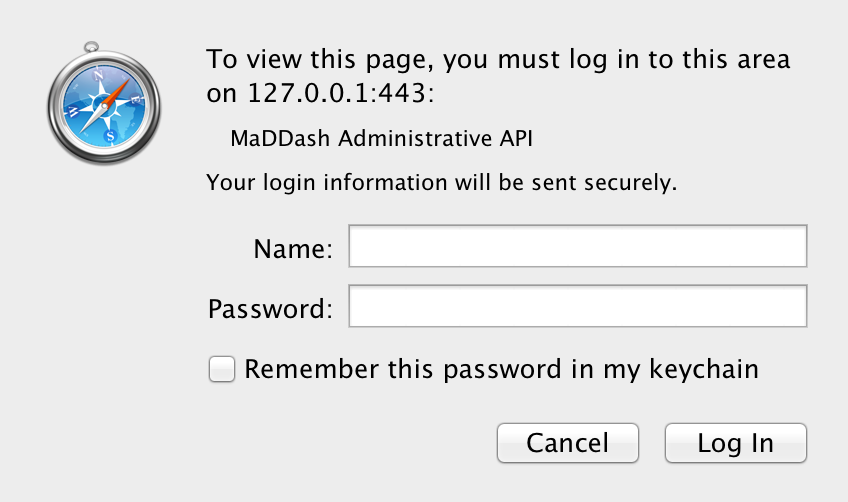 To view this page, you must log in to this area
on 127.0.0.1:443:
MaDDash Administrative API
Your login information will be sent securely.
Name:
Password:
Remember this password in my keychain
Cancel
Log In
N
E
S
W